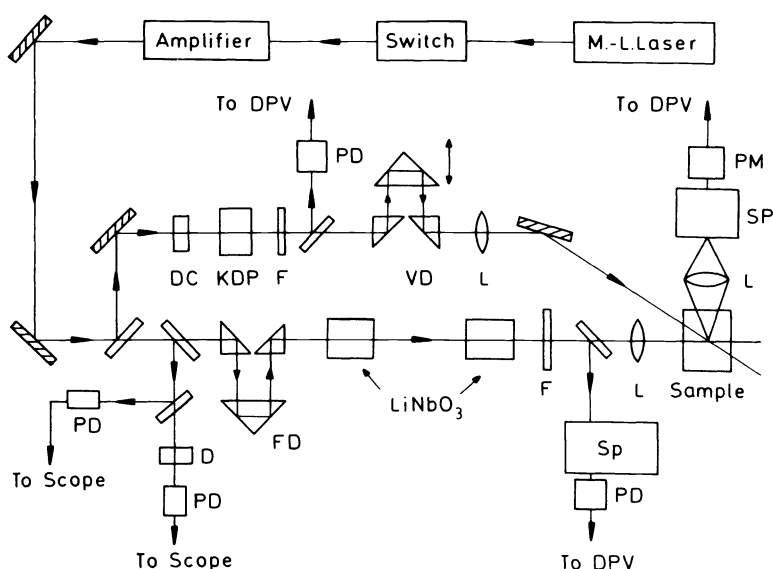 Amplifier
Switch
M.-L.Laser
To DPV
To DPV
PD
PM
SP
DC
KDP
F
VD
L
L
LiNbO3
F
L
Sample
PD
FD
To Scope
D
Sp
PD
PD
To Scope
To DPV